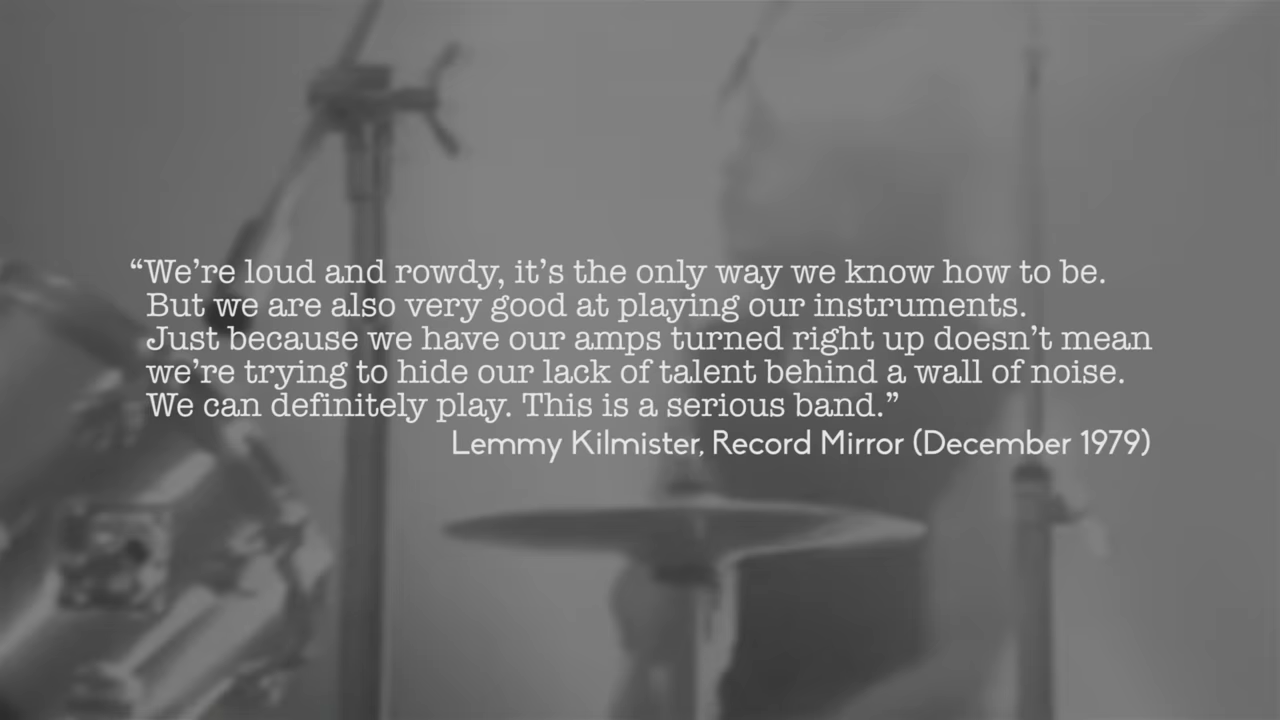 “We’re loud and rowdy, it’s the only way we know how to be.
But we are also very good at playing our instruments.
Just because we have our amps turned right up doesn’t mean
we’re trying to hide our lack of talent behind a wall of noise.
We can definitely play. This is a serious band.”
Lemmy Kilmister, Record Mirror (December 1979)